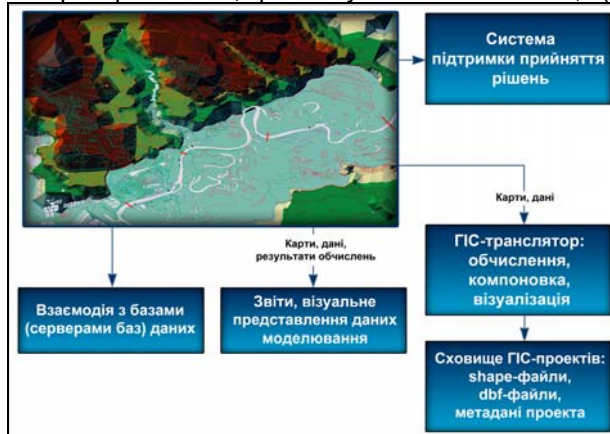 Система
підтримки прийняття
рішень
Карти, дані
Карти, дані,
результати обчислень
ГІС-транслятор:
обчислення,
компоновка,
візуалізація
Взаємодія з базами
(серверами баз) даних
Звіти, візуальне
представлення даних
моделювання
Сховище ГІС-проектів:
shape-файли,
dbf-файли,
метадані проекта